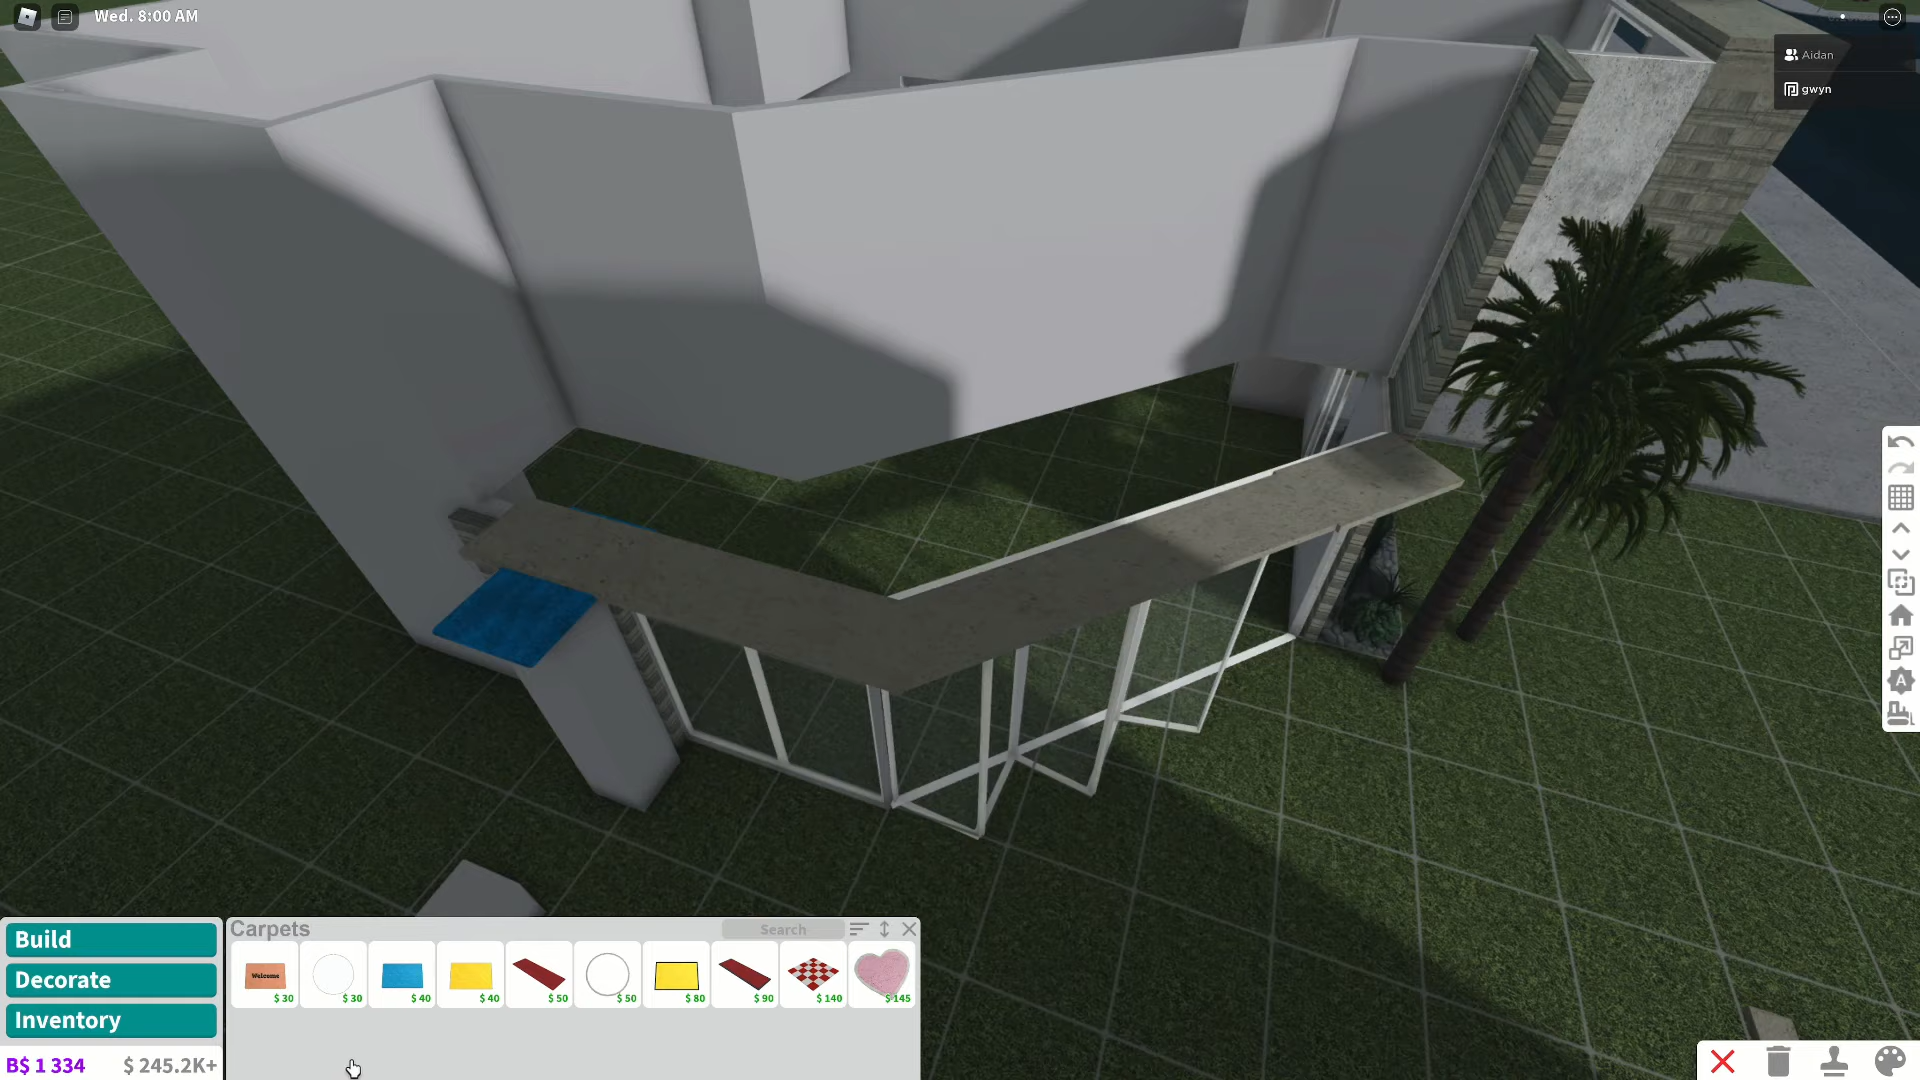 Wed. 8:00 AM
Aidan
gwyn
Carpets
Search
Welcome
$ 30
$ 30
$ 40
$ 40
$ 50
$ 50
$ 80
$ 90
$ 140
$ 145
Build
Decorate
Inventory
B$ 1 334
$ 245.2K+
A